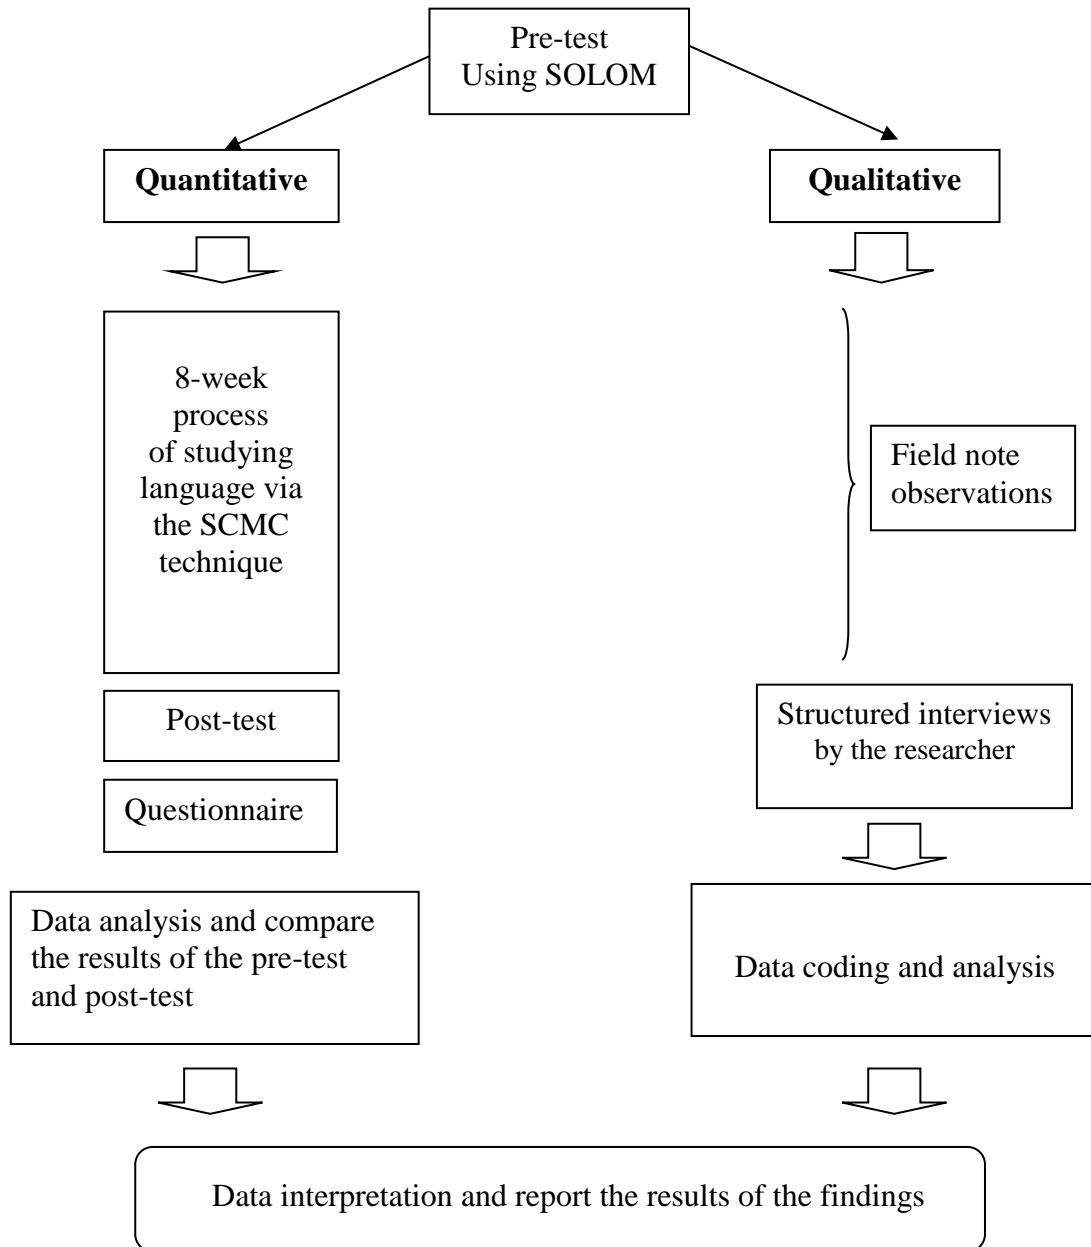 Pre-test
Using SOLOM
Quantitative
Qualitative
8-week
process
of studying
language via
the SCMC
technique
Field note
observations
Post-test
Structured interviews
by the researcher
Questionnaire
Data analysis and compare
the results of the pre-test
and post-test
Data coding and analysis
Data interpretation and report the results of the findings